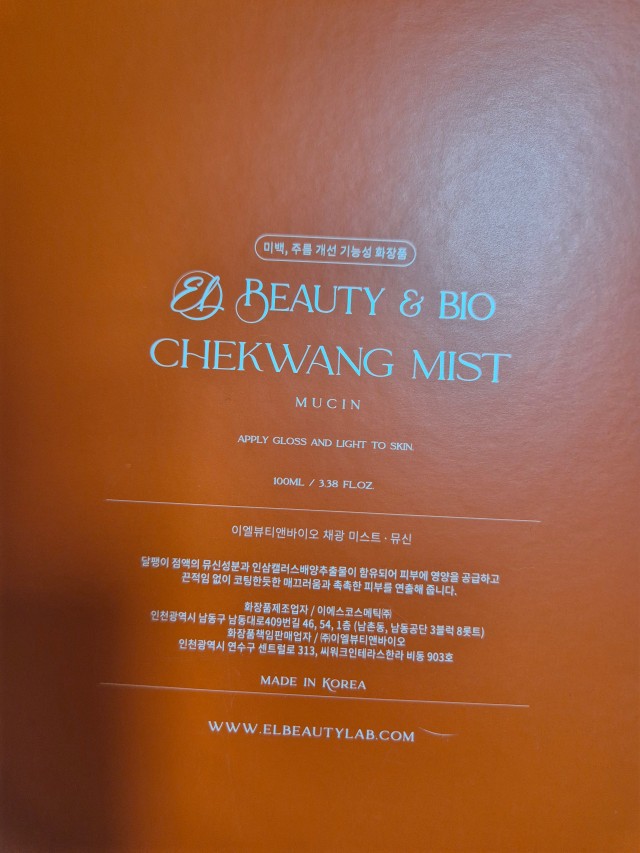 미백, 주름 개선 기능성 화장품
El BEAUTY & BIO
CHEKWANG MIST
MUCIN
APPLY GLOSS AND LIGHT TO SKIN.
100ML / 3.38 FL.OZ.
이엘뷰티앤바이오 채광 미스트 · 뮤신
달팽이 점액의 뮤신성분과 인삼캘러스배양추출물이 함유되어 피부에 영양을 공급하고
끈적임 없이 코팅한듯한 매끄러움과 촉촉한 피부를 연출해 줍니다.
화장품제조업자 / 이에스코스메틱㈜
인천광역시 남동구 남동대로409번길 46, 54, 1층 (남촌동, 남동공단 3블럭 8롯트)
화장품책임판매업자 / ㈜이엘뷰티앤바이오
인천광역시 연수구 센트럴로 313, 씨워크인테라스한라 비동 903호
MADE IN KOREA
WWW.ELBEAUTYLAB.COM